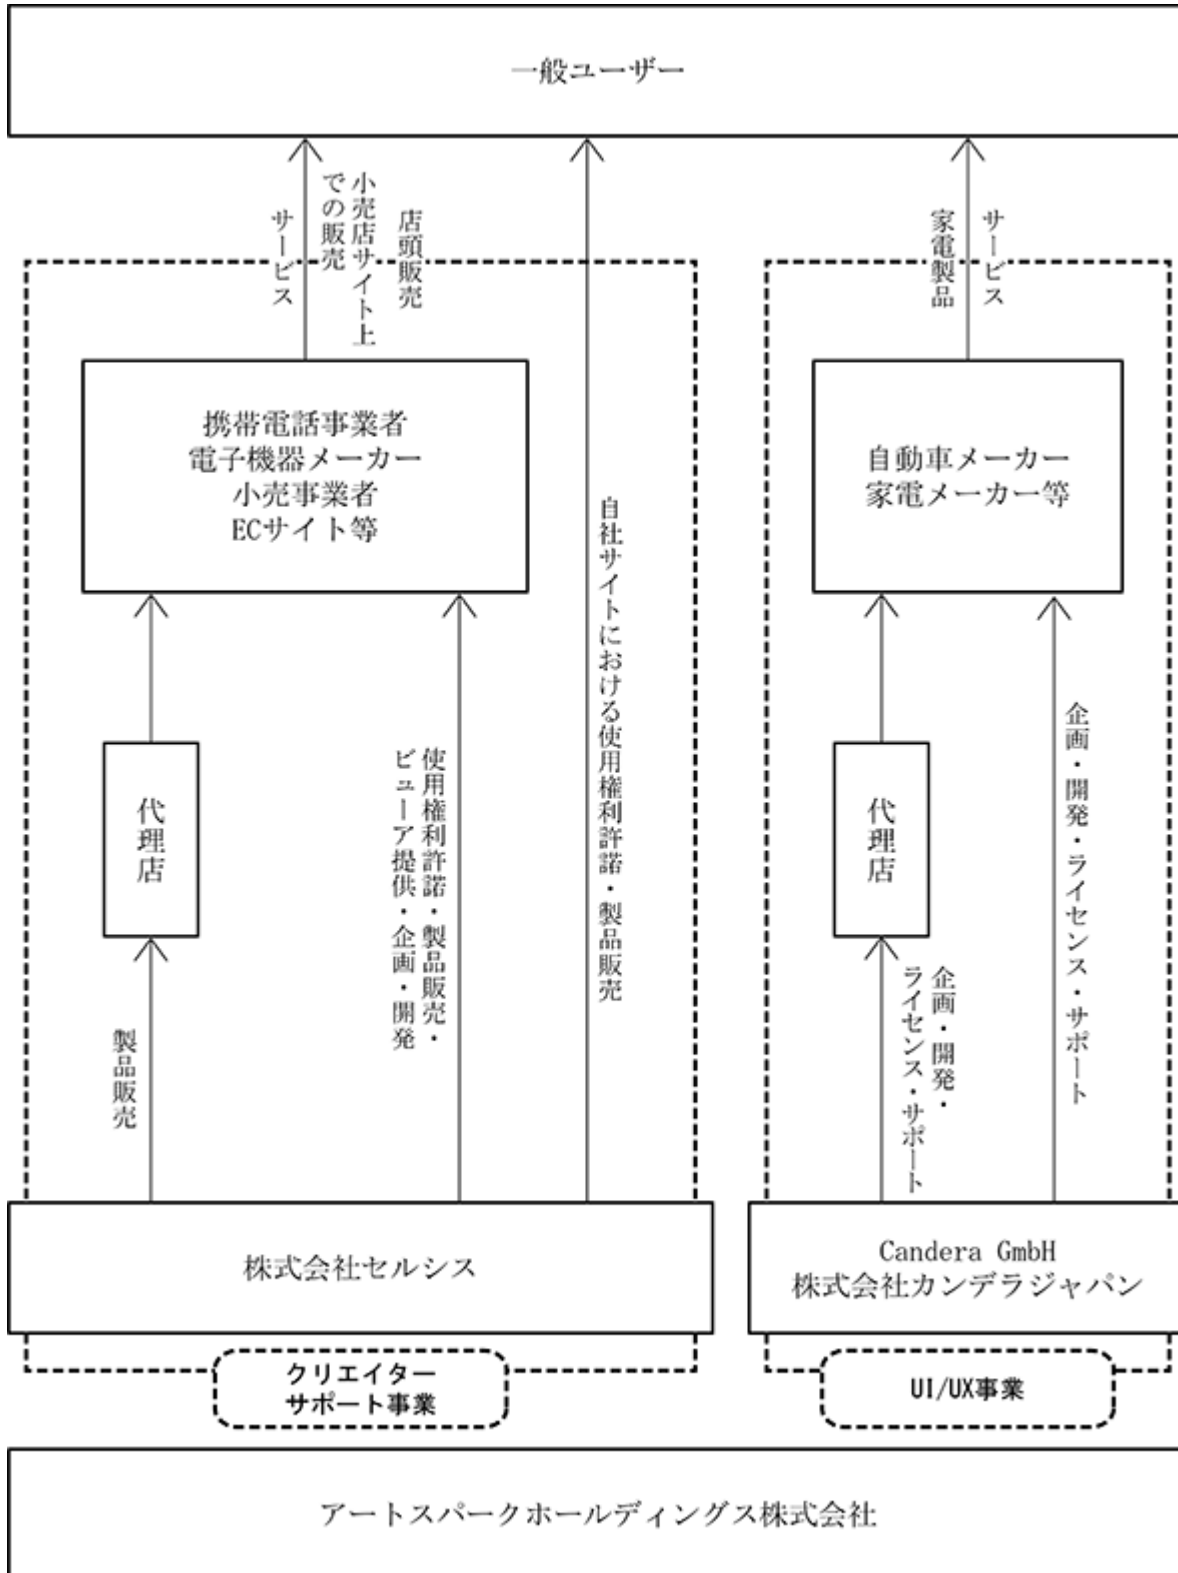 一般ユーザー
サービス
小売店サイト上
での販売
店頭販売
家電製品
サービス
携帯電話事業者
電子機器メーカー
小売事業者
ECサイト等
自動車メーカー
家電メーカー等
自社サイトにおける使用権利許諾・製品販売
代理店
使用権利許諾・製品販売・
ビューア提供・企画・開発
製品販売
代理店
企画・開発・
ライセンス・サポート
企画・開発・ライセンス・サポート
株式会社セルシス
Candera GmbH
株式会社カンデラジャパン
クリエイター
サポート事業
UI/UX事業
アートスパークホールディングス株式会社